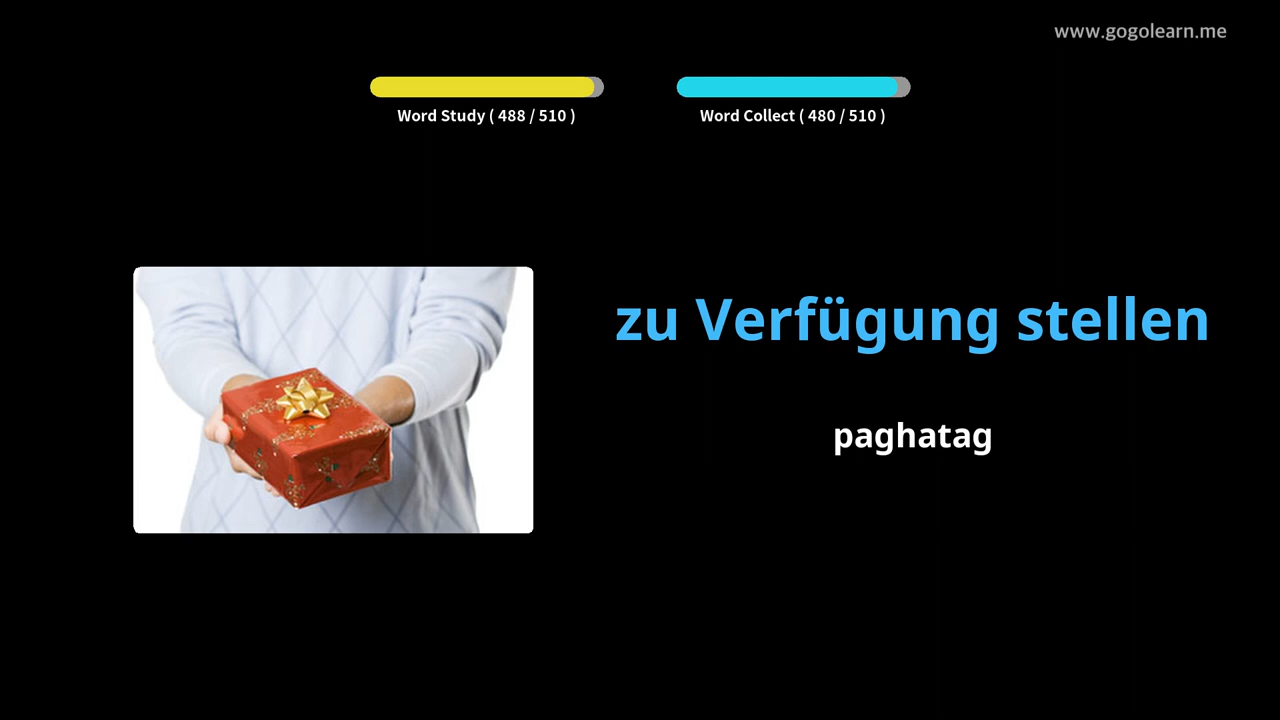 www.gogolearn.me
Word Study ( 488 / 510 )
Word Collect ( 480 / 510 )
zu Verfügung stellen
paghatag